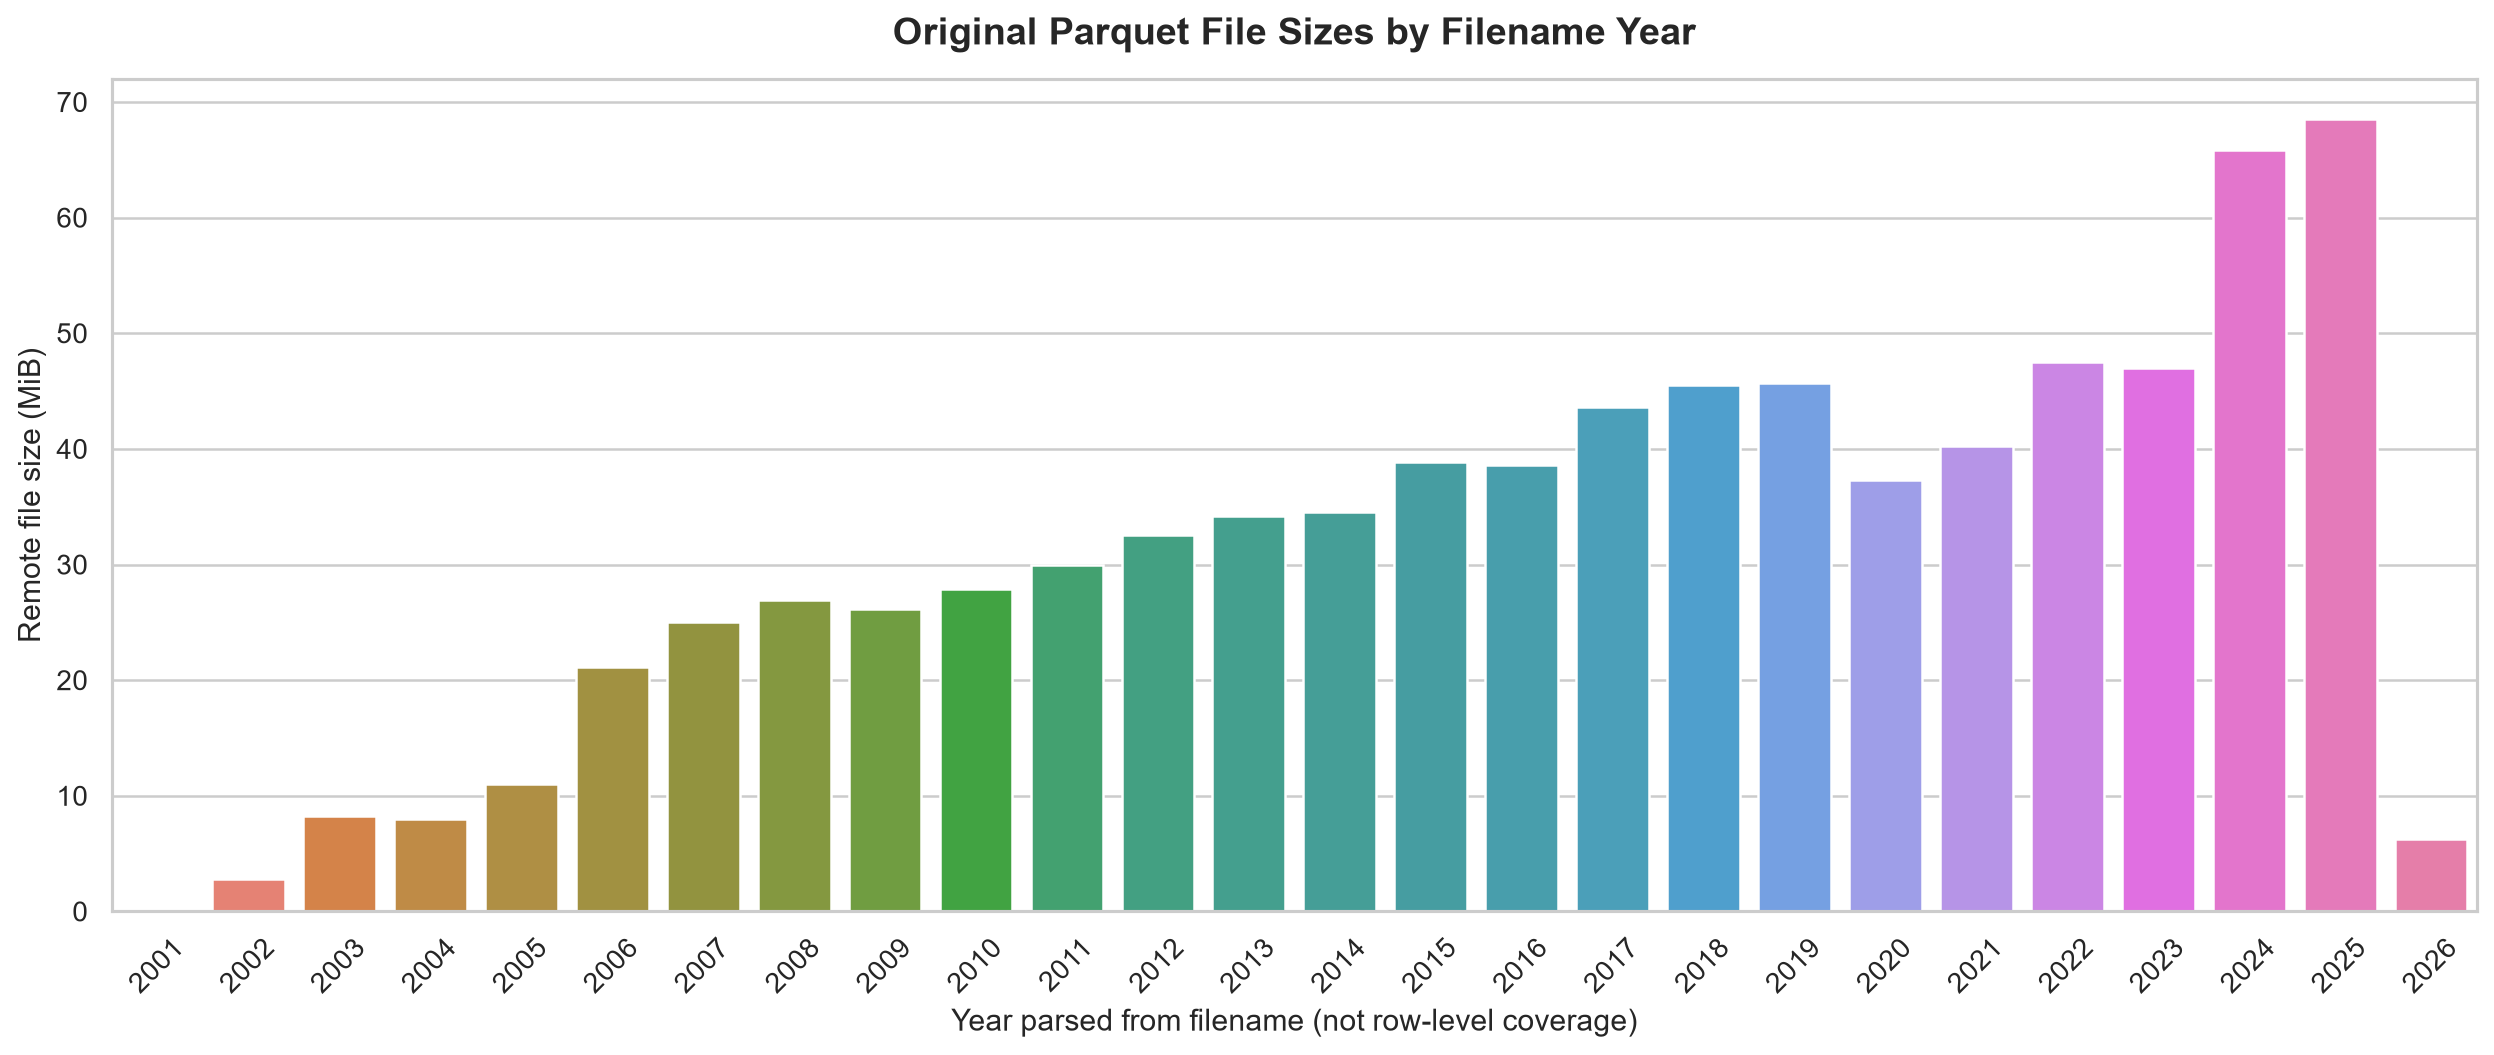 Original Parquet File Sizes by Filename Year
Remote file size (MiB)
70
60
50
40
30
20
10
0
2001 2002 2003 2004 2005 2006 2007 2008 2009 2010 2011 2012 2013 2014 2015 2016 2017 2018 2019 2020 2021 2022 2023 2024 2025 2026
Year parsed from filename (not row-level coverage)